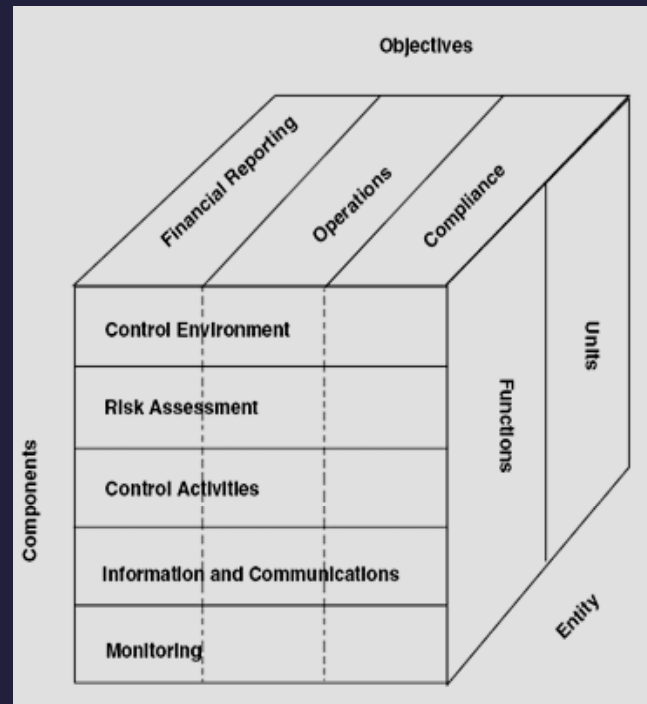 Objectives
Financial Reporting
Operations
Compliance
Control Environment
Risk Assessment
Control Activities
Information and Communications
Monitoring
Components
Functions
Units
Entity